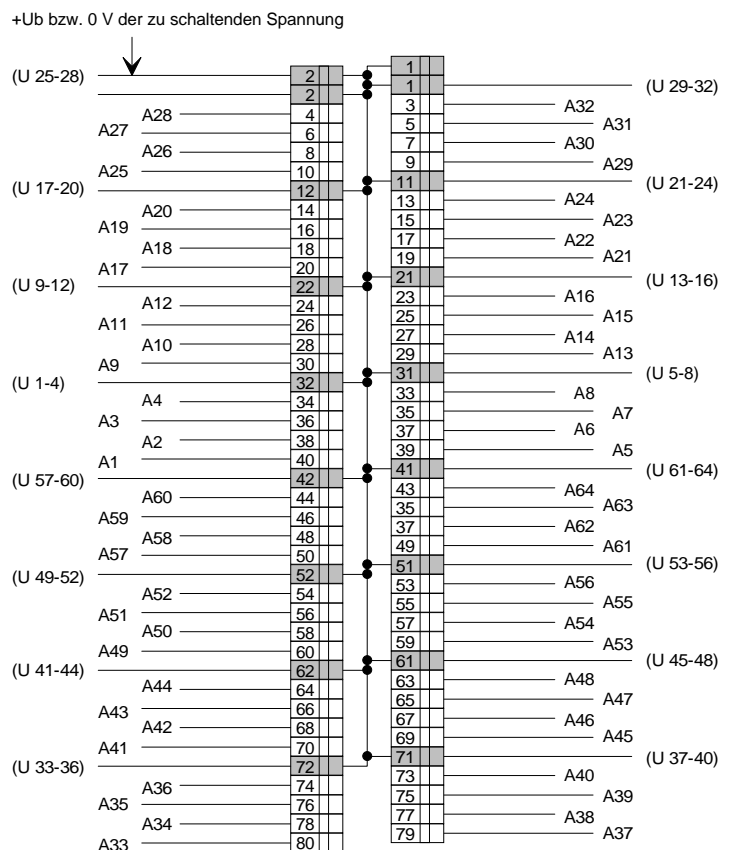 +Ub bzw. 0 V der zu schaltenden Spannung
1
(U 25-28) 2 1 (U 29-32)
2 3 A32
A28 4 5 A31
A27 6 7 A30
A26 8 9 A29
A25 10 11 (U 21-24)
(U 17-20) 12 13 A24
A20 14 15 A23
A19 16 17 A22
A18 18 19 A21
A17 20 21 (U 13-16)
(U 9-12) 22 23 A16
A12 24 25 A15
A11 26 27 A14
A10 28 29 A13
A9 30 31 (U 5-8)
(U 1-4) 32 33 A8
A4 34 35 A7
A3 36 37 A6
A2 38 39 A5
A1 40 41 (U 61-64)
(U 57-60) 42 43 A64
A60 44 35 A63
A59 46 37 A62
A58 48 49 A61
A57 50 51 (U 53-56)
(U 49-52) 52 53 A56
A52 54 55 A55
A51 56 57 A54
A50 58 59 A53
A49 60 61 (U 45-48)
(U 41-44) 62 63 A48
A44 64 65 A47
A43 66 67 A46
A42 68 69 A45
A41 70 71 (U 37-40)
(U 33-36) 72 73 A40
A36 74 75 A39
A35 76 77 A38
A34 78 79 A37
A33 80